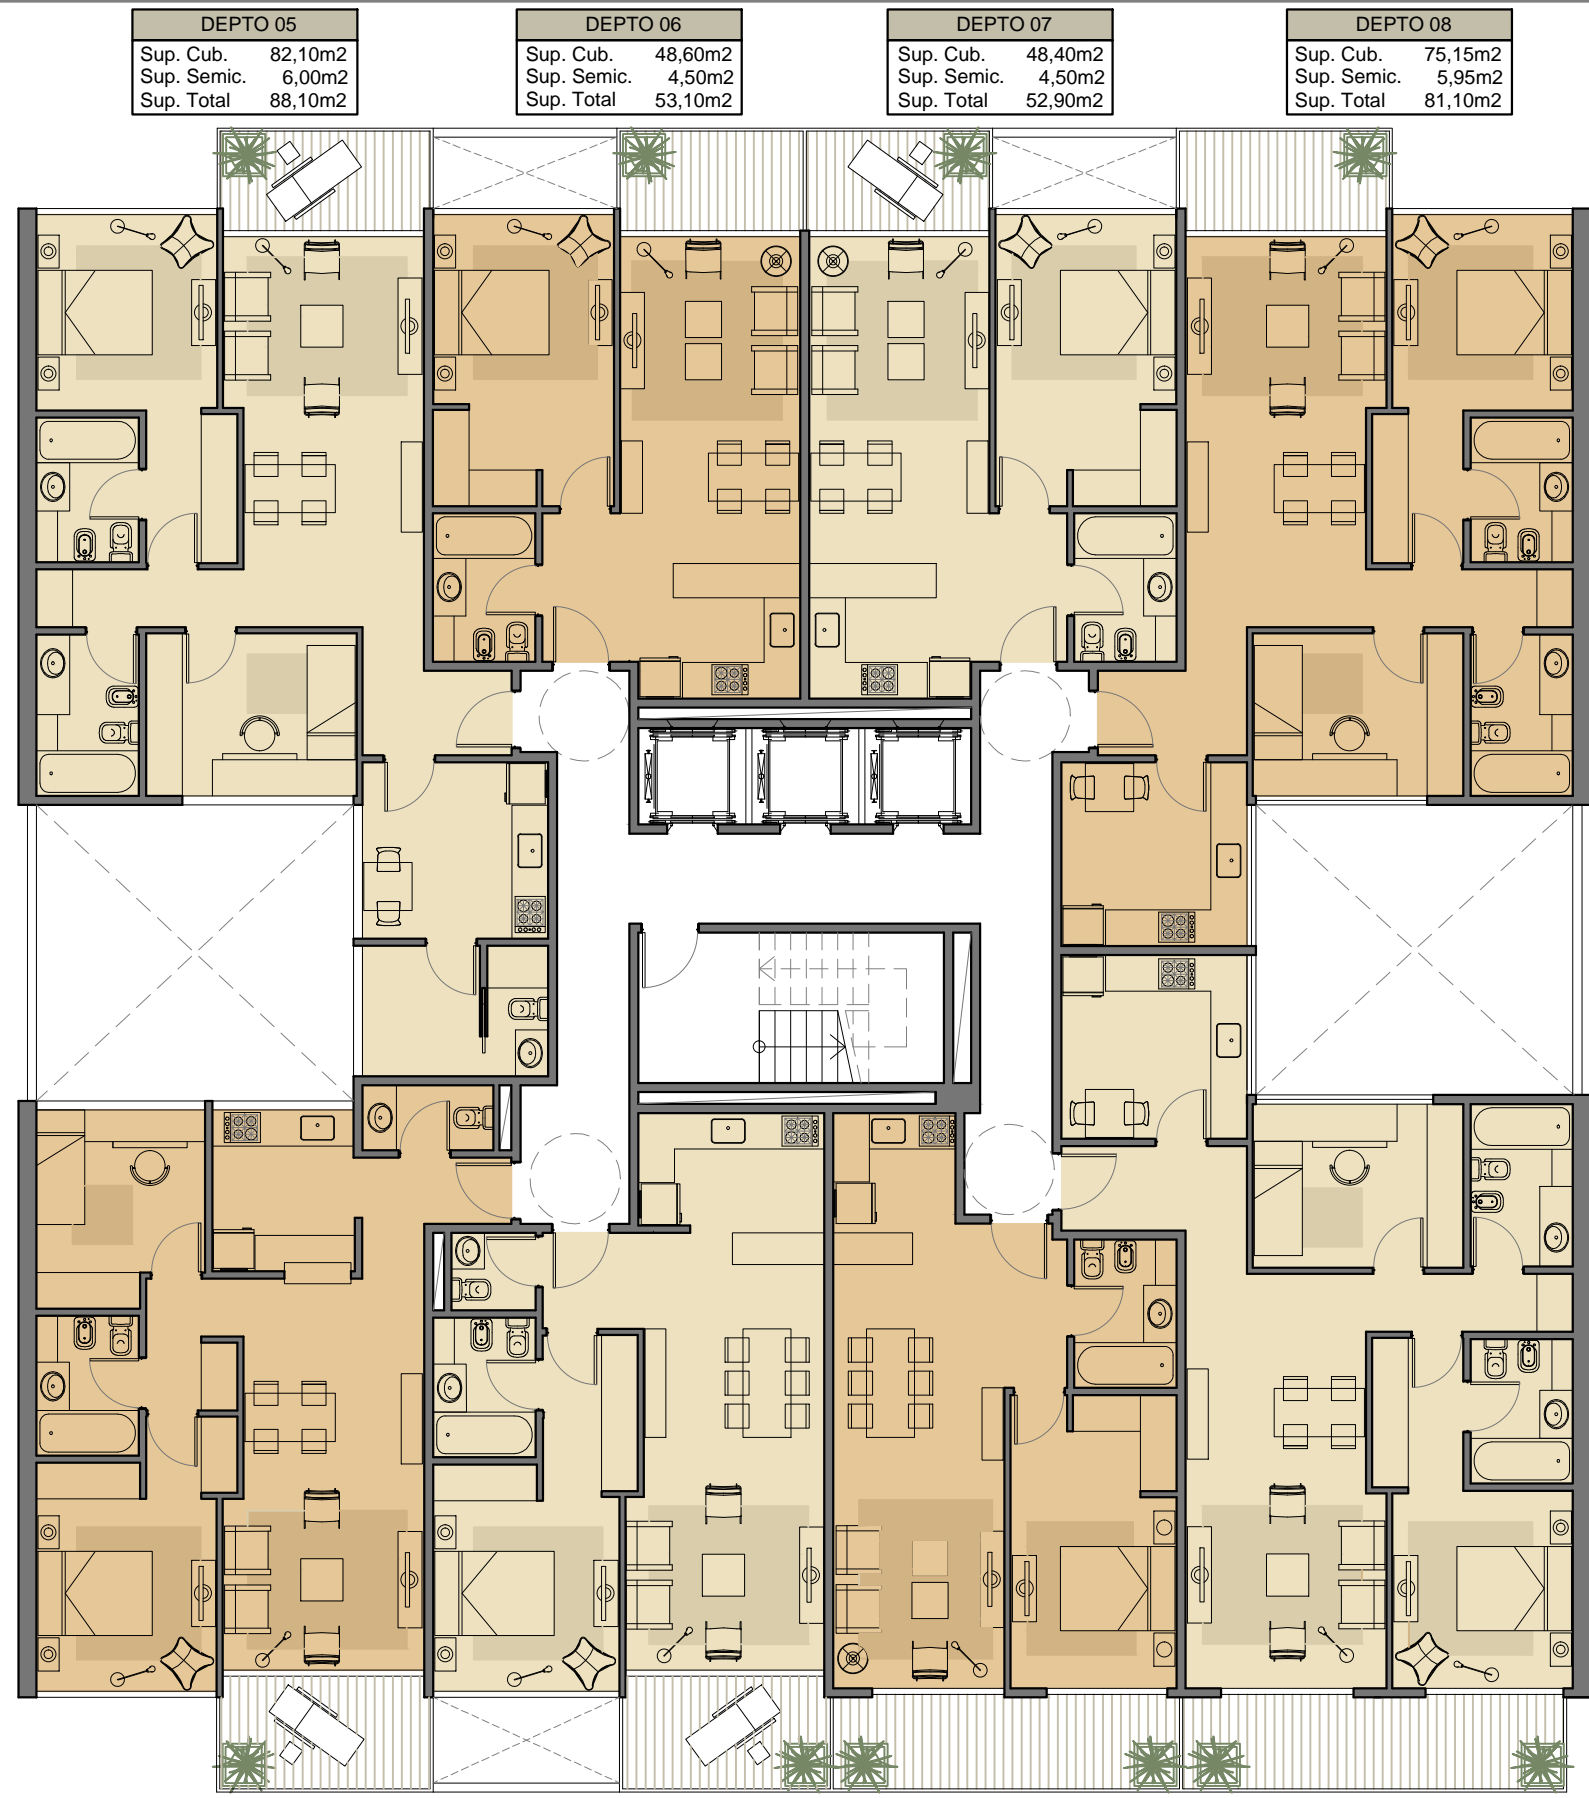 DEPTO 05
Sup. Cub. 82,10m2
Sup. Semic. 6,00m2
Sup. Total 88,10m2
DEPTO 06
Sup. Cub. 48,60m2
Sup. Semic. 4,50m2
Sup. Total 53,10m2
DEPTO 07
Sup. Cub. 48,40m2
Sup. Semic. 4,50m2
Sup. Total 52,90m2
DEPTO 08
Sup. Cub. 75,15m2
Sup. Semic. 5,95m2
Sup. Total 81,10m2